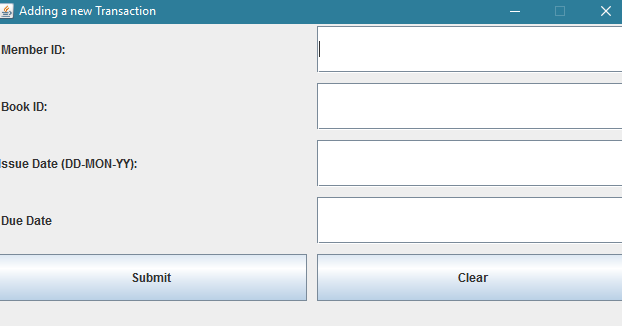 Adding a new Transaction
Member ID:
Book ID:
Issue Date (DD-MON-YY):
Due Date
Submit
Clear